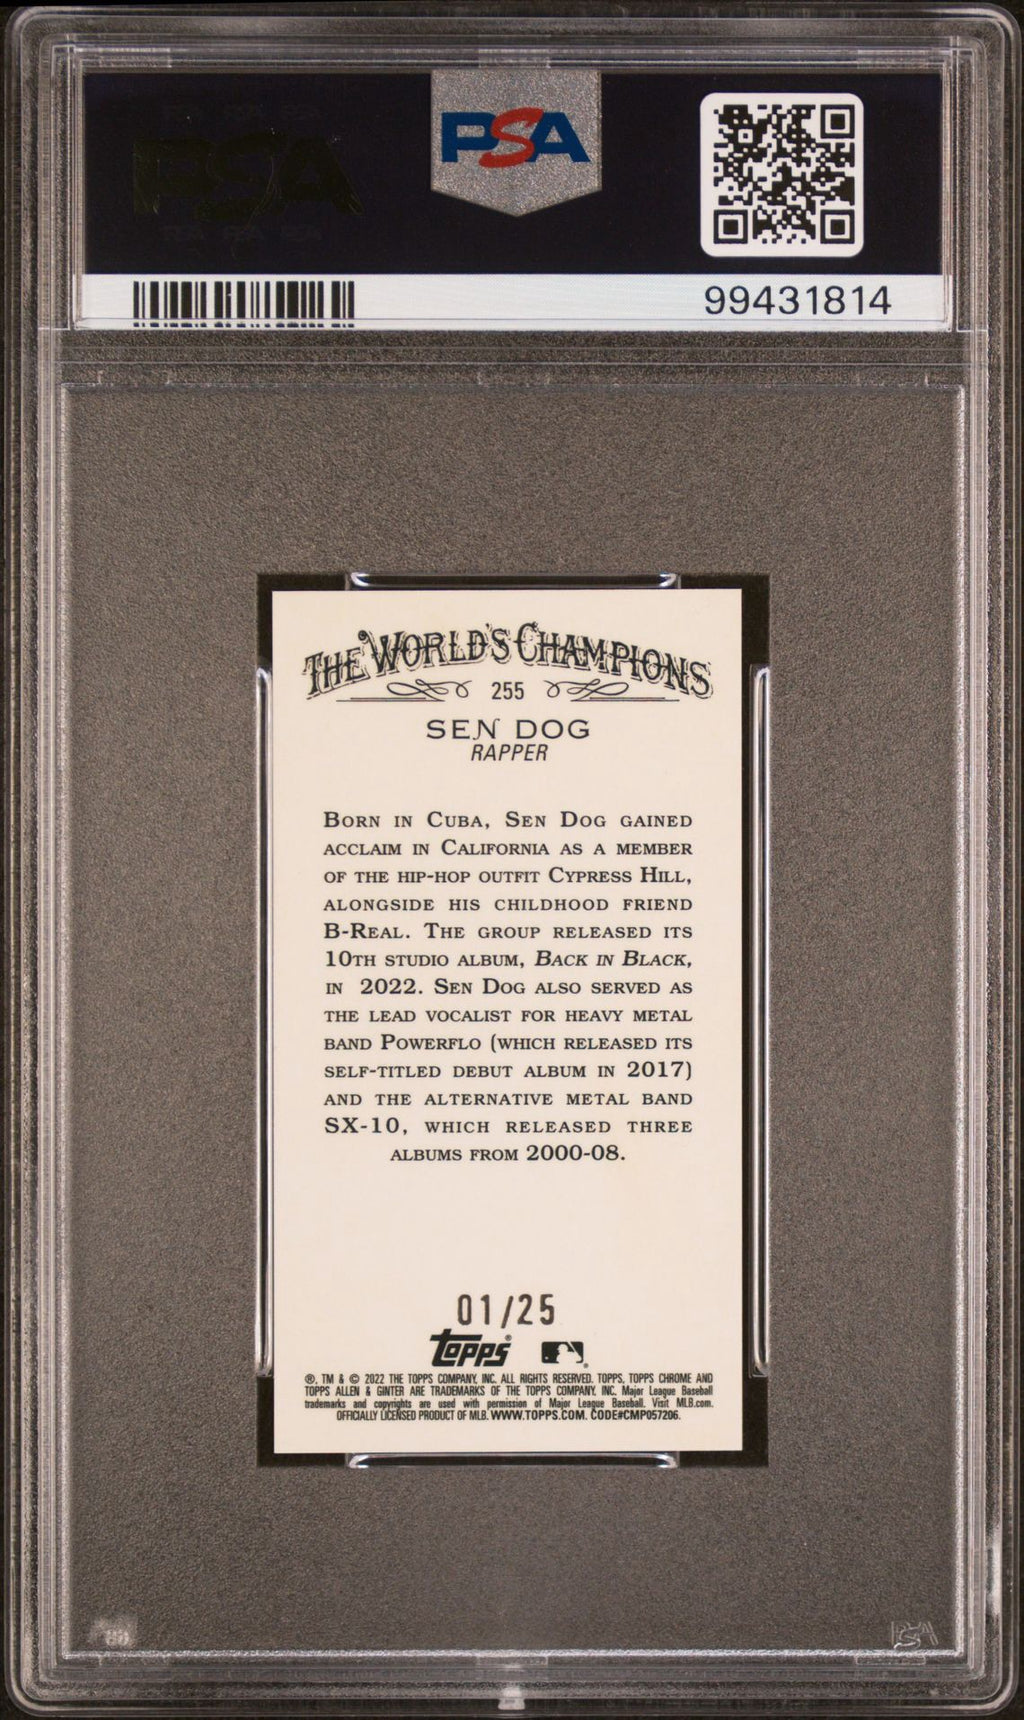 PSA
PSA
99431814
THE WORLD'S CHAMPIONS
255
SEN DOG
RAPPER
BORN IN CUBA, SEN DOG GAINED
ACCLAIM IN CALIFORNIA AS A MEMBER
OF THE HIP-HOP OUTFIT CYPRESS HILL,
ALONGSIDE HIS CHILDHOOD FRIEND
B-REAL. THE GROUP RELEASED ITS
10TH STUDIO ALBUM, BACK IN BLACK,
IN 2022. SEN DOG ALSO SERVED AS
THE LEAD VOCALIST FOR HEAVY METAL
BAND POWERFLO (WHICH RELEASED ITS
SELF-TITLED DEBUT ALBUM IN 2017)
AND THE ALTERNATIVE METAL BAND
SX-10, WHICH RELEASED THREE
ALBUMS FROM 2000-08.
01/25
Topps®
®, TM & © 2022 THE TOPPS COMPANY, INC. ALL RIGHTS RESERVED. TOPPS, TOPPS CHROME AND
TOPPS ALLEN & GINTER ARE TRADEMARKS OF THE TOPPS COMPANY, INC. Major League Baseball
trademarks and copyrights are used with permission of Major League Baseball. Visit MLB.com.
OFFICIALLY LICENSED PRODUCT OF MLB. WWW.TOPPS.COM. CODE#CMP057206.
PSA